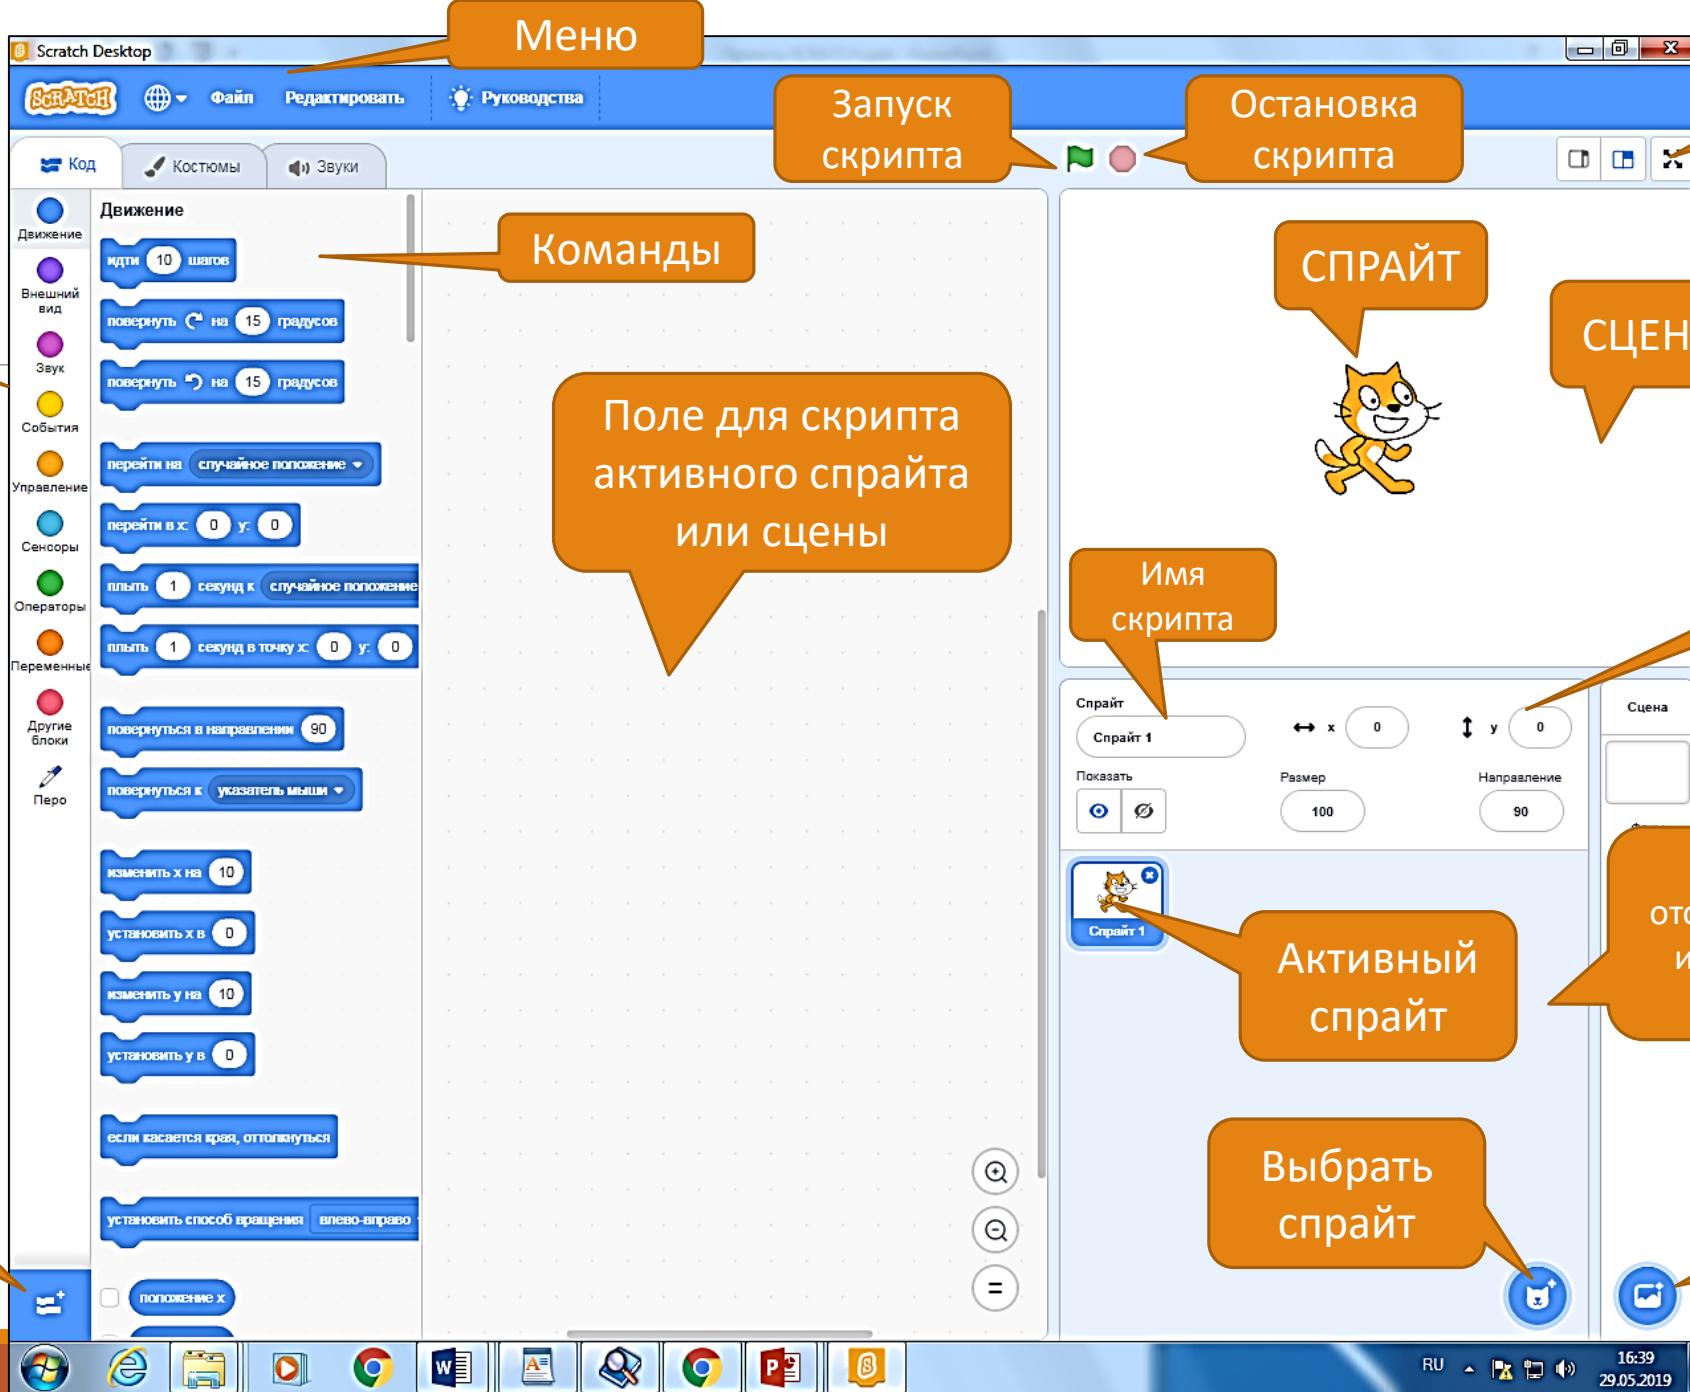 Меню
Scratch Desktop
SCRATCH
Файл
Редактировать
Руководства
Запуск
скрипта
Остановка
скрипта
Код
Костюмы
Звуки
Движение
Внешний
вид
Звук
События
Управление
Сенсоры
Операторы
Переменные
Другие
блоки
Перо
Движение
идти 10 шагов
повернуть на 15 градусов
повернуть на 15 градусов
перейти на случайное положение
перейти в x: 0 y: 0
плыть 1 секунд к случайное положение
плыть 1 секунд в точку x: 0 y: 0
повернуться в направлении 90
повернуться к указатель мыши
изменить x на 10
установить x в 0
изменить y на 10
установить y в 0
если касается края, оттолкнуться
установить способ вращения влево-вправо
положение x
Команды
Поле для скрипта
активного спрайта
или сцены
СПРАЙТ
СЦЕН
Имя
скрипта
Спрайт
Спрайт 1
x 0
y 0
Показать
Размер
100
Направление
90
Сцена
Спрайт 1
Активный
спрайт
ото
и
Выбрать
спрайт
RU
16:39
29.05.2019